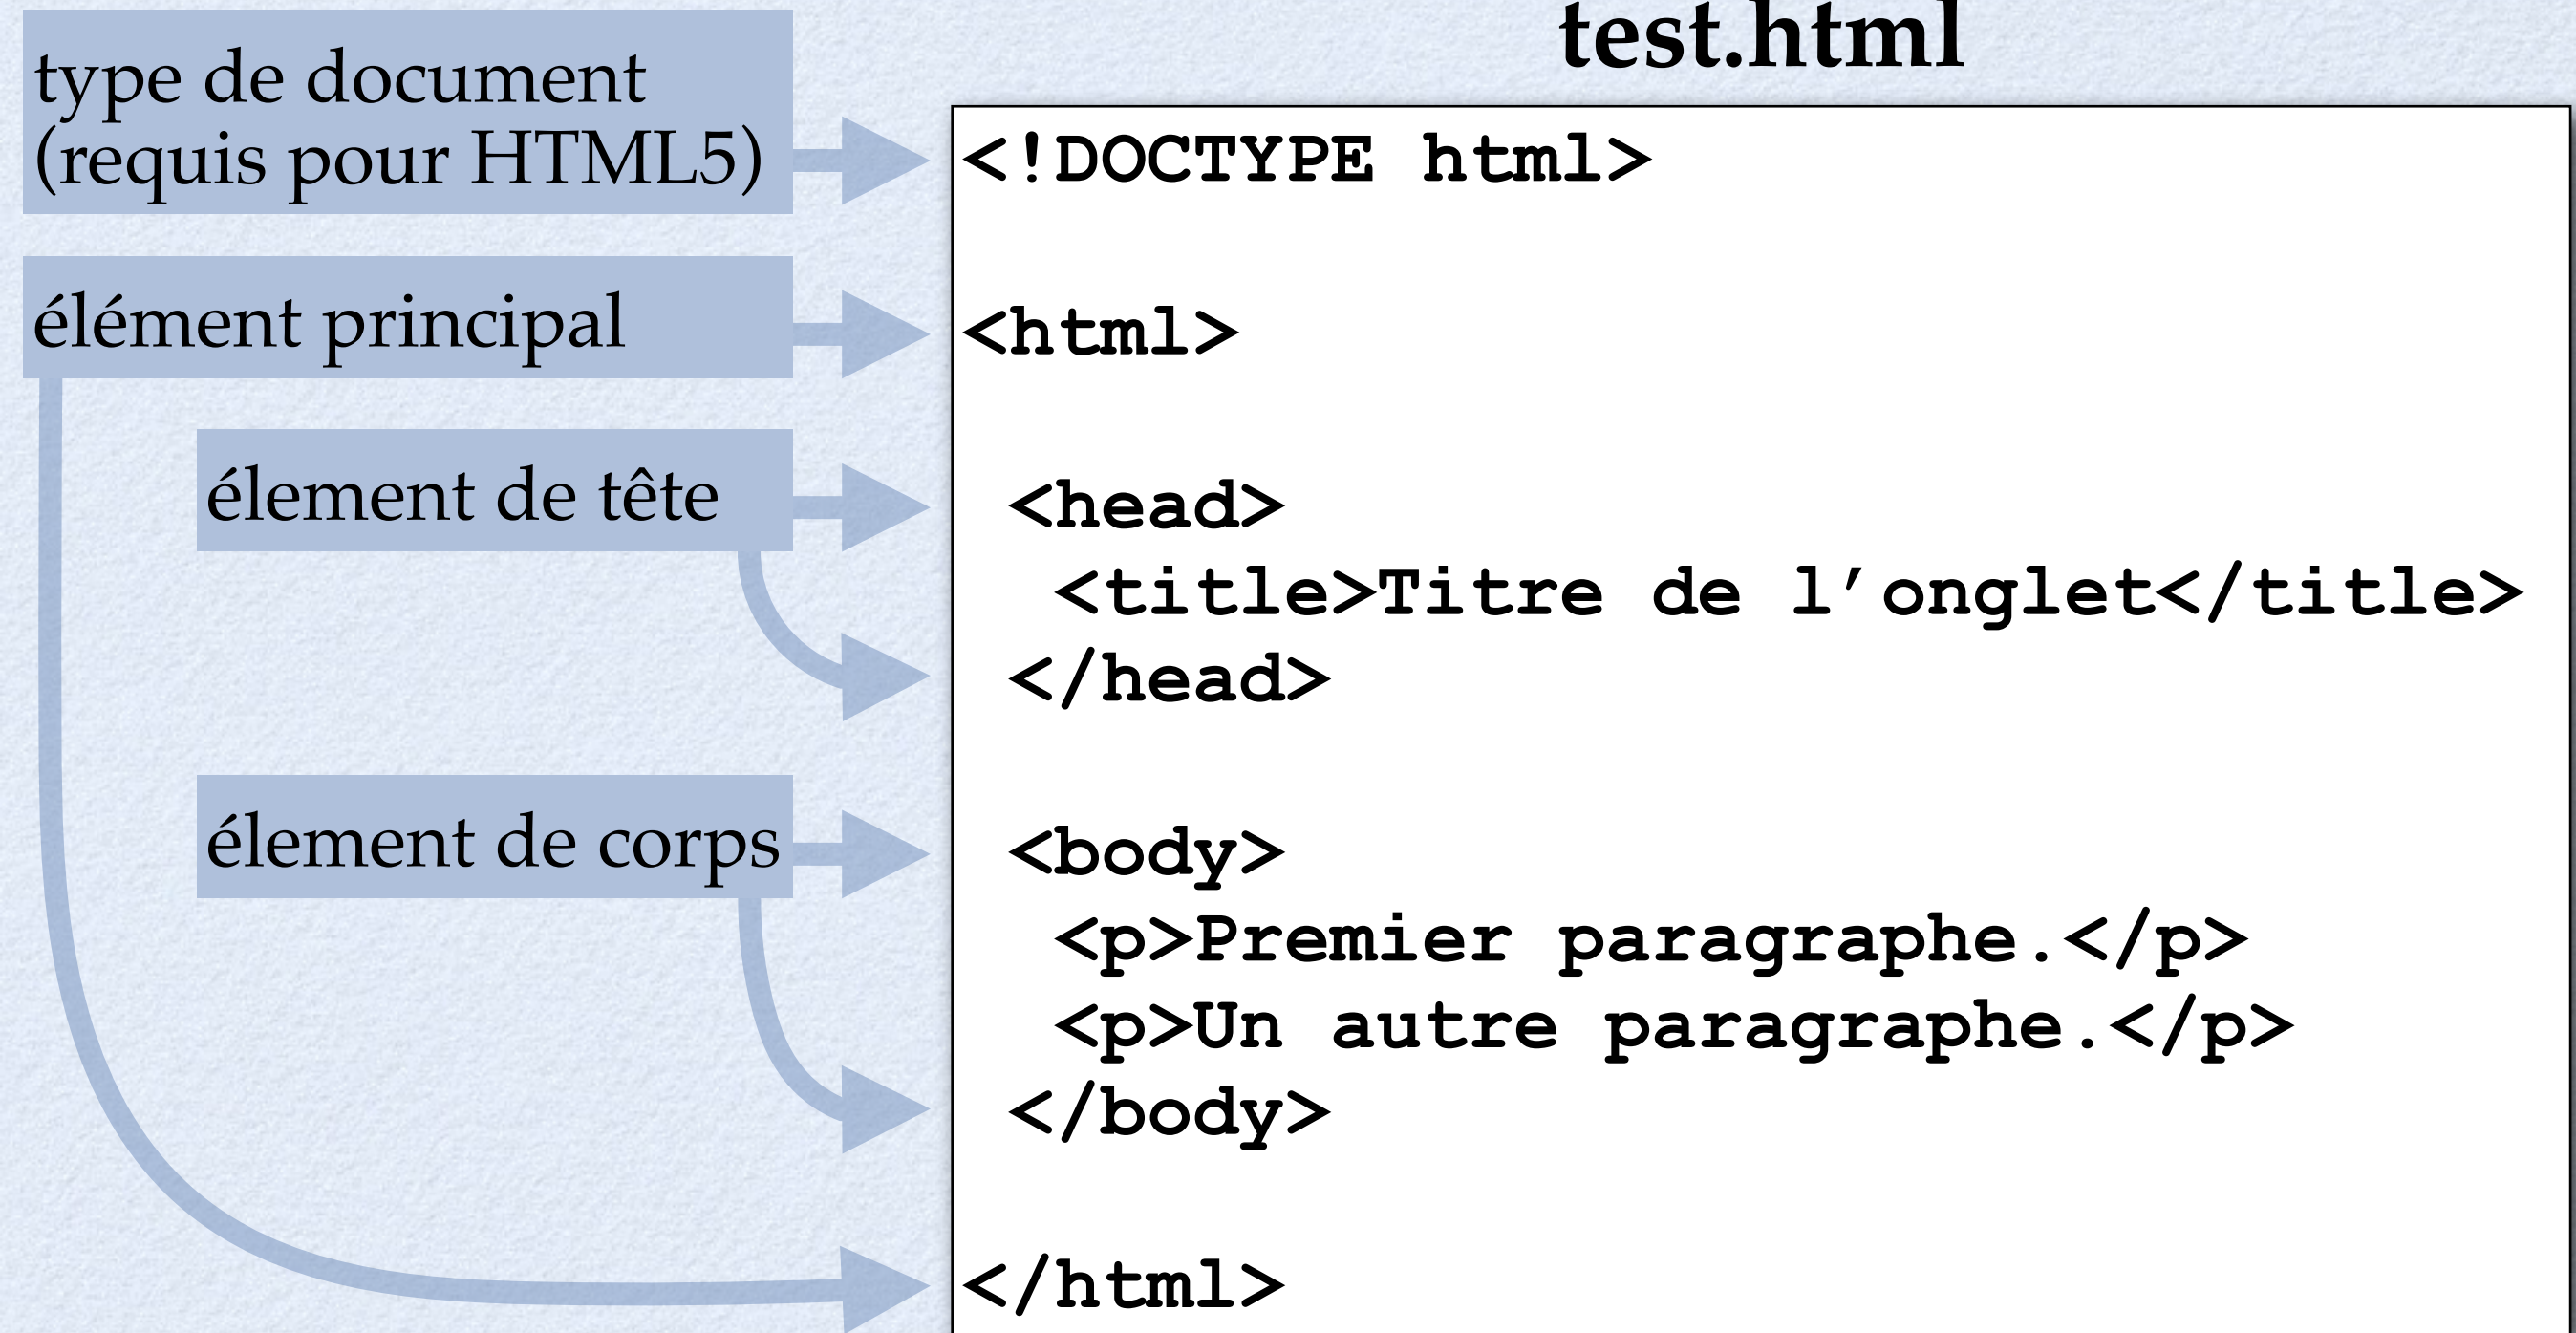 test.html
type de document
(requis pour HTML5)
<!DOCTYPE html>
élément principal
<html>
élement de tête
<head>
<title>Titre de l’onglet</title>
</head>
élement de corps
<body>
<p>Premier paragraphe.</p>
<p>Un autre paragraphe.</p>
</body>
</html>